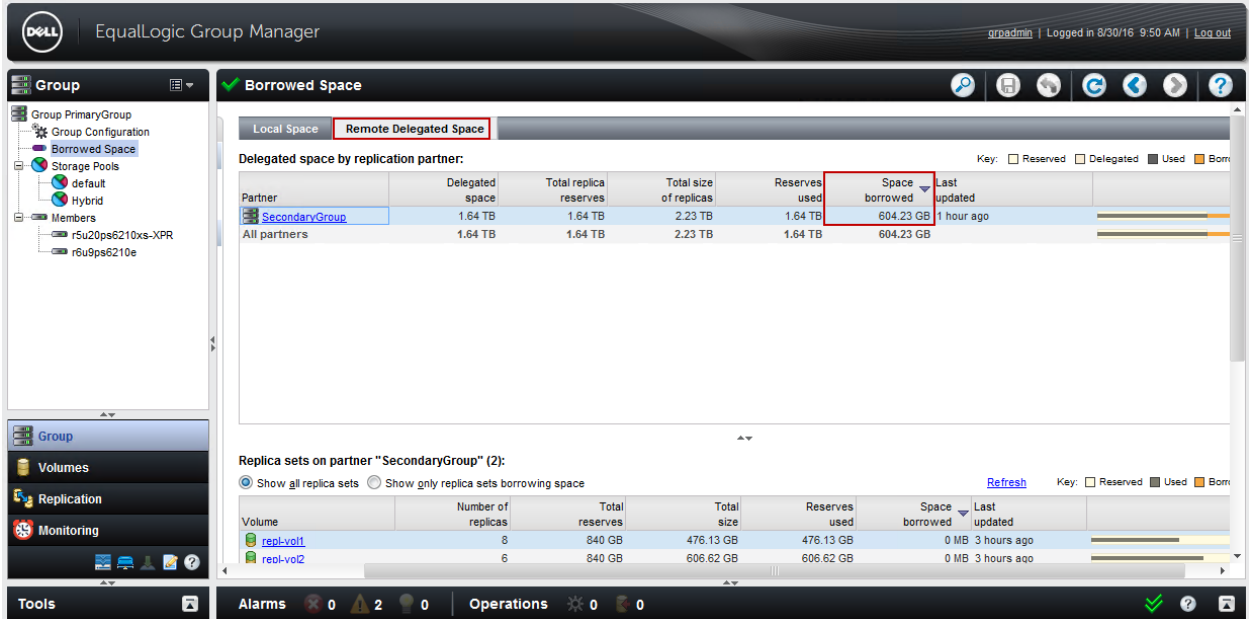 DELL EqualLogic Group Manager grpadmin | Logged in 8/30/16 9:50 AM | Log out
Group
Borrowed Space
Group PrimaryGroup
Group Configuration
Borrowed Space
Storage Pools
default
Hybrid
Members
r5u20ps6210xs-XPR
r6u9ps6210e
Group
Volumes
Replication
Monitoring
Tools
Local Space Remote Delegated Space
Delegated space by replication partner: Key: Reserved Delegated Used Borr
Delegated Total replica Total size Reserves Space Last
Partner space reserves of replicas used borrowed updated
SecondaryGroup 1.64 TB 1.64 TB 2.23 TB 1.64 TB 604.23 GB 1 hour ago
All partners 1.64 TB 1.64 TB 2.23 TB 1.64 TB 604.23 GB
Replica sets on partner "SecondaryGroup" (2):
Show all replica sets Show only replica sets borrowing space Refresh Key: Reserved Used Borr
Number of Total Total Reserves Space Last
Volume replicas reserves size used borrowed updated
repl-vol1 8 840 GB 476.13 GB 476.13 GB 0 MB 3 hours ago
repl-vol2 6 840 GB 606.62 GB 606.62 GB 0 MB 3 hours ago
Alarms 0 2 0 Operations 0 0